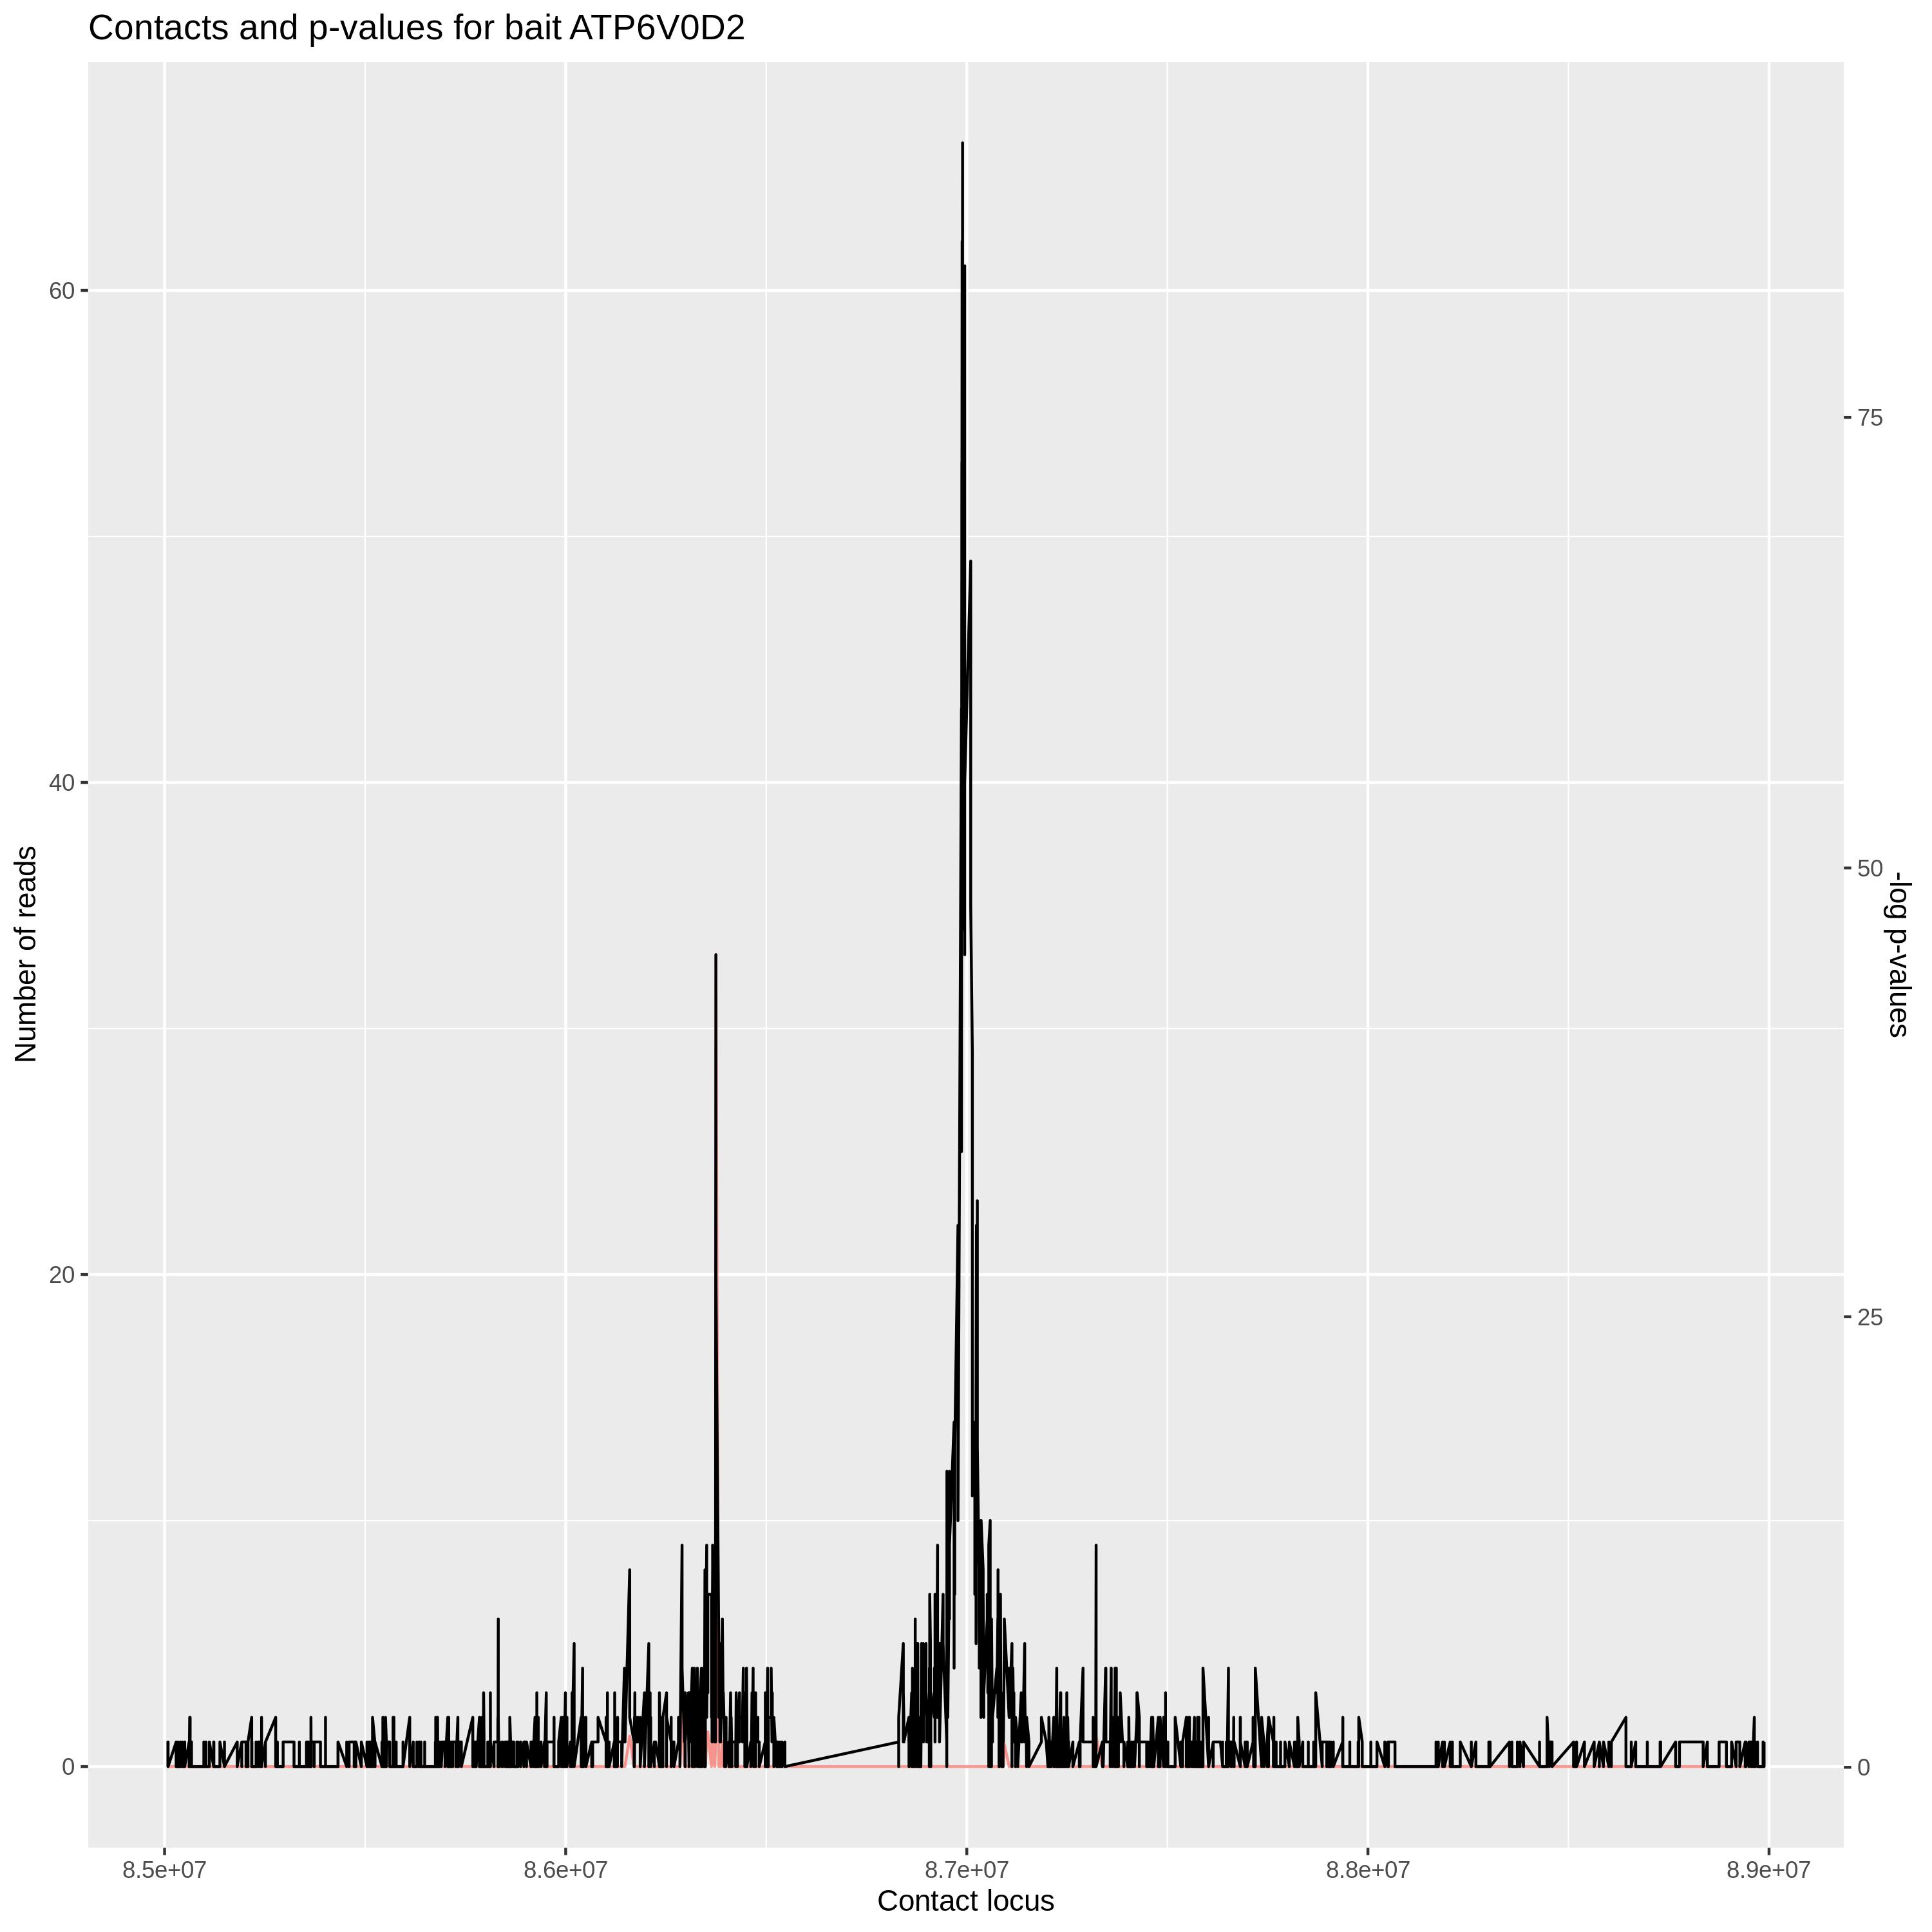 Contacts and p-values for bait ATP6V0D2
60
40
20
0
Number of reads
75
50
25
0
-log p-values
8.5e+07 8.6e+07 8.7e+07 8.8e+07 8.9e+07
Contact locus